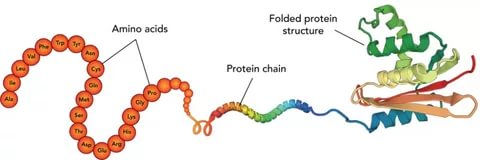 Amino acids
Folded protein
structure
Protein chain
Ala
Ile
Leu
Val
Phe
Trp
Tyr
Asn
Cys
Gln
Met
Ser
Thr
Asp
Glu
Arg
His
Lys
Gly
Pro